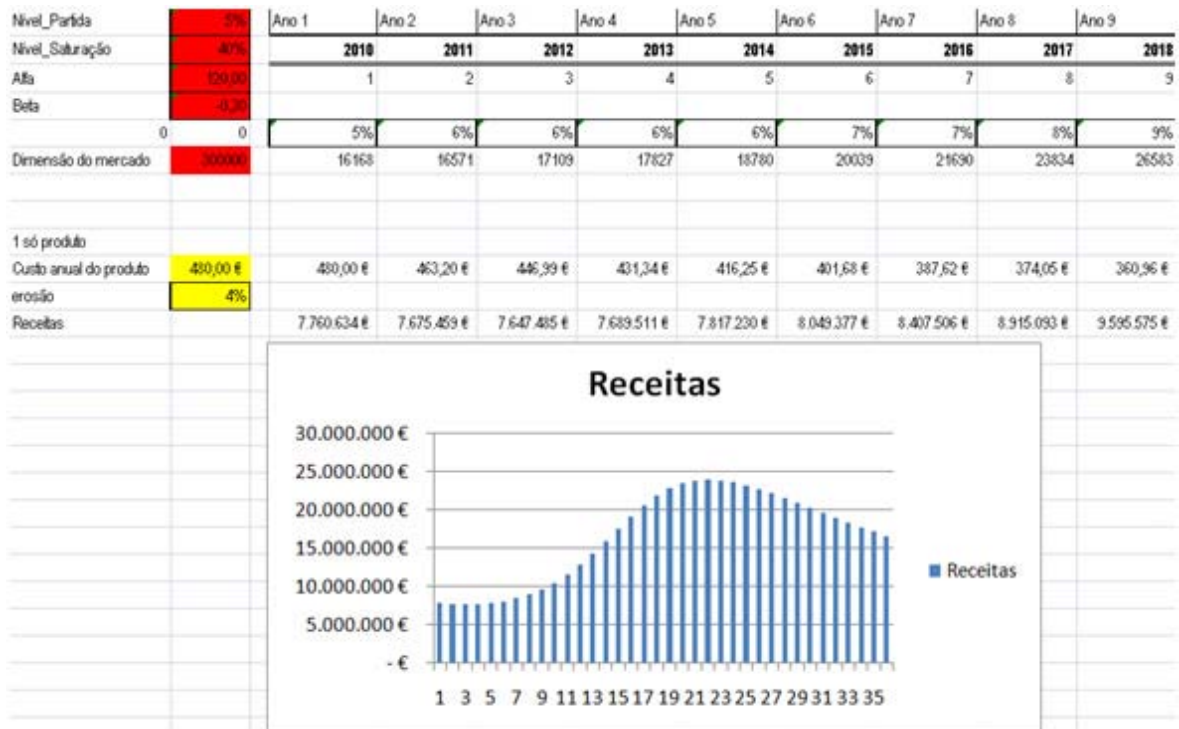 Nível_Partida 5% Ano 1 Ano 2 Ano 3 Ano 4 Ano 5 Ano 6 Ano 7 Ano 8 Ano 9
Nível_Saturação 40% 2010 2011 2012 2013 2014 2015 2016 2017 2018
Alfa 120,00 1 2 3 4 5 6 7 8 9
Beta -0,30
0 0 5% 6% 6% 6% 6% 7% 7% 8% 9%
Dimensão do mercado 300000 16168 16571 17109 17827 18780 20039 21690 23834 26583
1 só produto
Custo anual do produto 480,00 € 480,00 € 463,20 € 446,99 € 431,34 € 416,25 € 401,68 € 387,62 € 374,05 € 360,96 €
erosão 4%
Receitas 7.760.634 € 7.675.459 € 7.647.485 € 7.689.511 € 7.817.230 € 8.049.377 € 8.407.506 € 8.915.093 € 9.595.575 €
Receitas
30.000.000 €
25.000.000 €
20.000.000 €
15.000.000 €
10.000.000 €
5.000.000 €
- €
Receitas
1 3 5 7 9 11 13 15 17 19 21 23 25 27 29 31 33 35